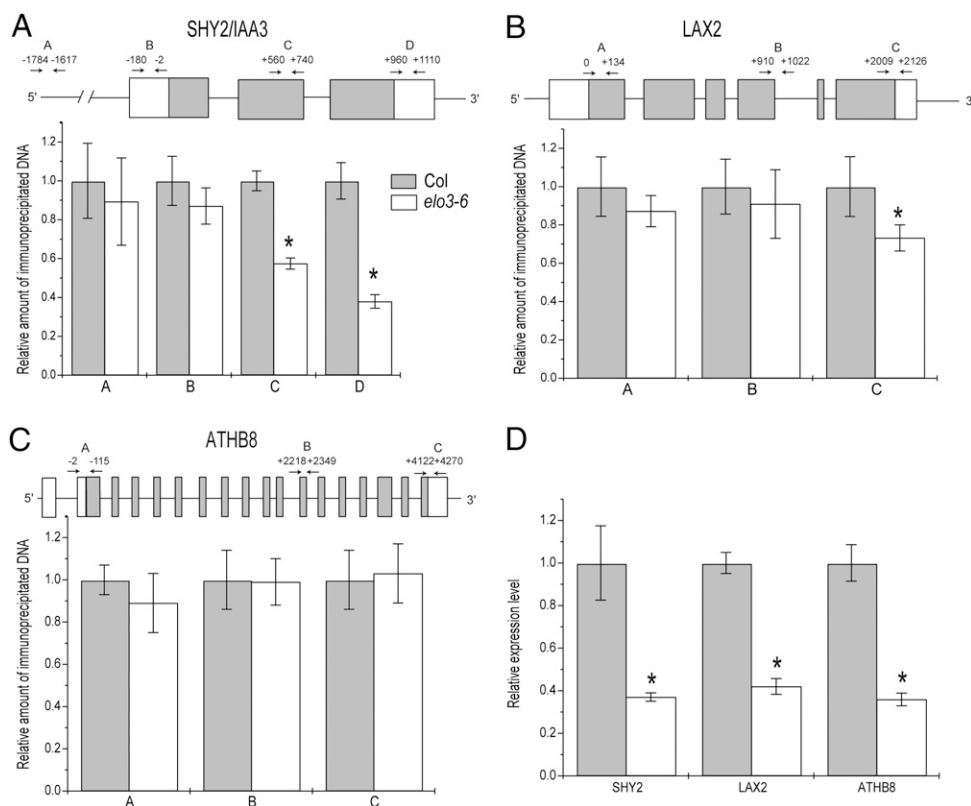 A
SHY2/IAA3
A
-1784 -1617
B
-180 -2
C
+560 +740
D
+960 +1110
5'
3'
Relative amount of immunoprecipitated DNA
1.2
1.0
0.8
0.6
0.4
0.2
0.0
* *
Col
elo3-6
A B C D
B
LAX2
A
0 +134
B
+910 +1022
C
+2009 +2126
5'
3'
Relative amount of immunoprecipitated DNA
1.2
1.0
0.8
0.6
0.4
0.2
0.0
*
A B C
C
ATHB8
A
-2 -115
B
+2218 +2349
C
+4122 +4270
5'
3'
Relative amount of immunoprecipitated DNA
1.2
1.0
0.8
0.6
0.4
0.2
0.0
A B C
D
Relative expression level
1.2
1.0
0.8
0.6
0.4
0.2
0.0
* * *
SHY2 LAX2 ATHB8